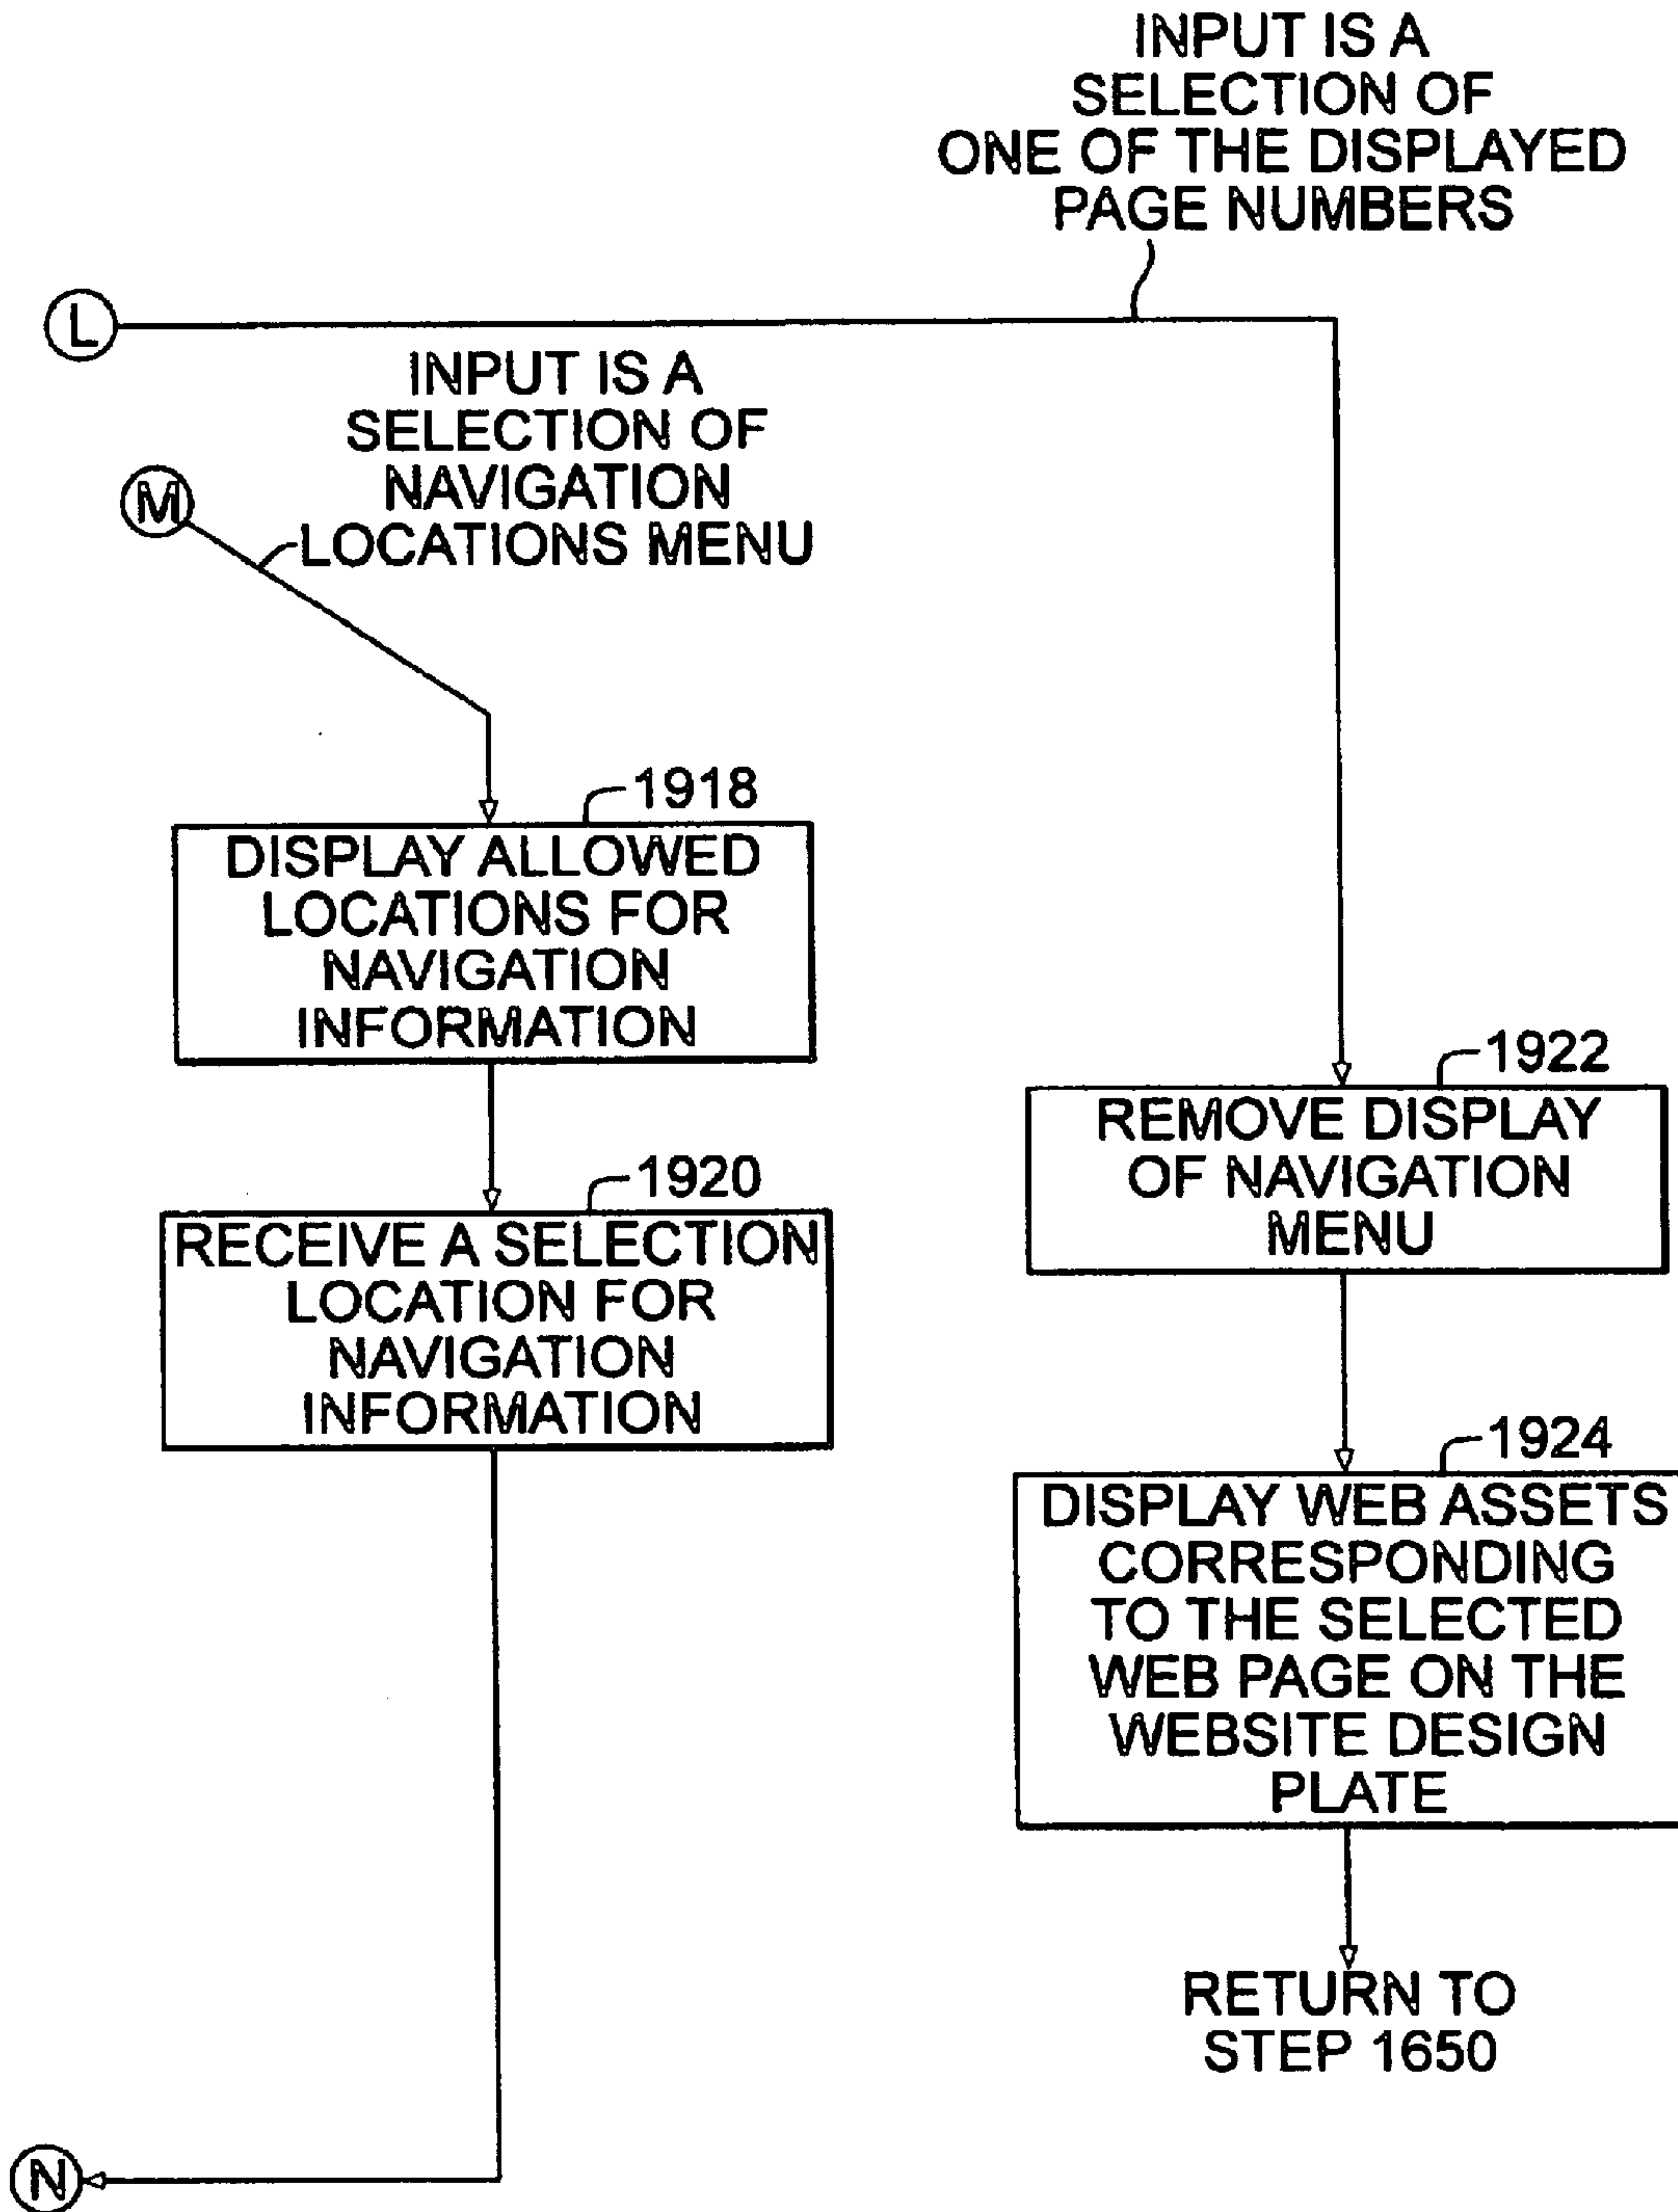 INPUT IS A
SELECTION OF
ONE OF THE DISPLAYED
PAGE NUMBERS
L
INPUT IS A
SELECTION OF
NAVIGATION
LOCATIONS MENU
M
1918
DISPLAY ALLOWED
LOCATIONS FOR
NAVIGATION
INFORMATION
1920
RECEIVE A SELECTION
LOCATION FOR
NAVIGATION
INFORMATION
N
1922
REMOVE DISPLAY
OF NAVIGATION
MENU
1924
DISPLAY WEB ASSETS
CORRESPONDING
TO THE SELECTED
WEB PAGE ON THE
WEBSITE DESIGN
PLATE
RETURN TO
STEP 1650